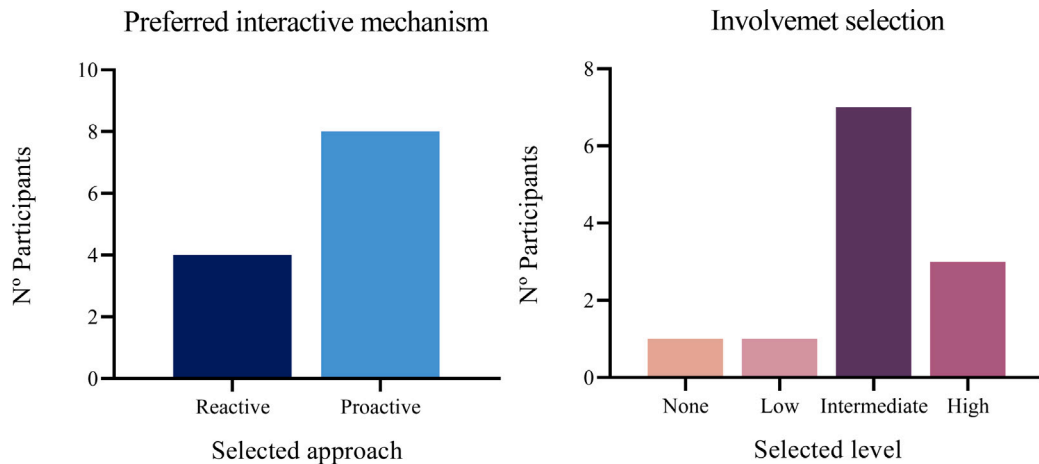 Preferred interactive mechanism
Nº Participants
10
8
6
4
2
0
Reactive Proactive
Selected approach
Involvemet selection
Nº Participants
8
6
4
2
0
None Low Intermediate High
Selected level